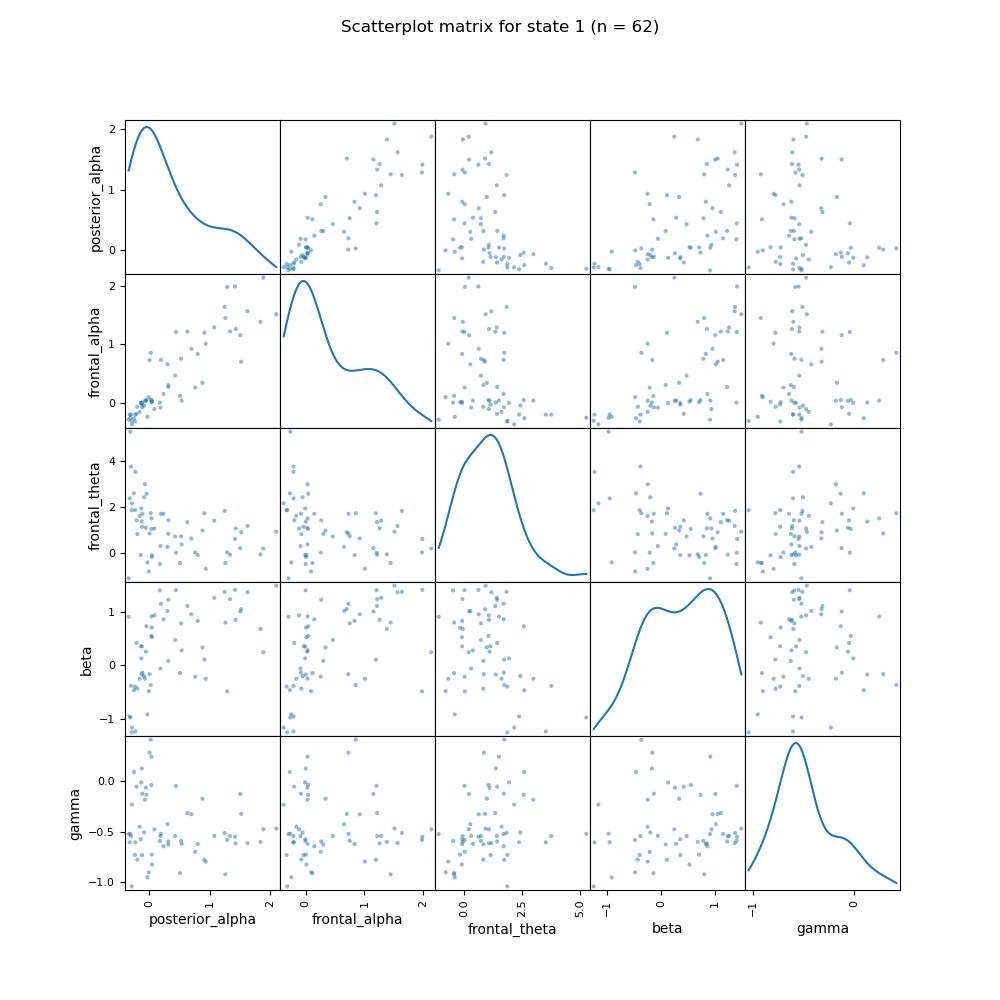 Scatterplot matrix for state 1 (n = 62)
posterior_alpha
2
1
0
frontal_alpha
2
1
0
frontal_theta
4
2
0
beta
1
0
−1
gamma
0.0
−0.5
−1.0
0 1 2
posterior_alpha
0 1 2
frontal_alpha
0.0 2.5 5.0
frontal_theta
−1 0 1
beta
−1 0
gamma